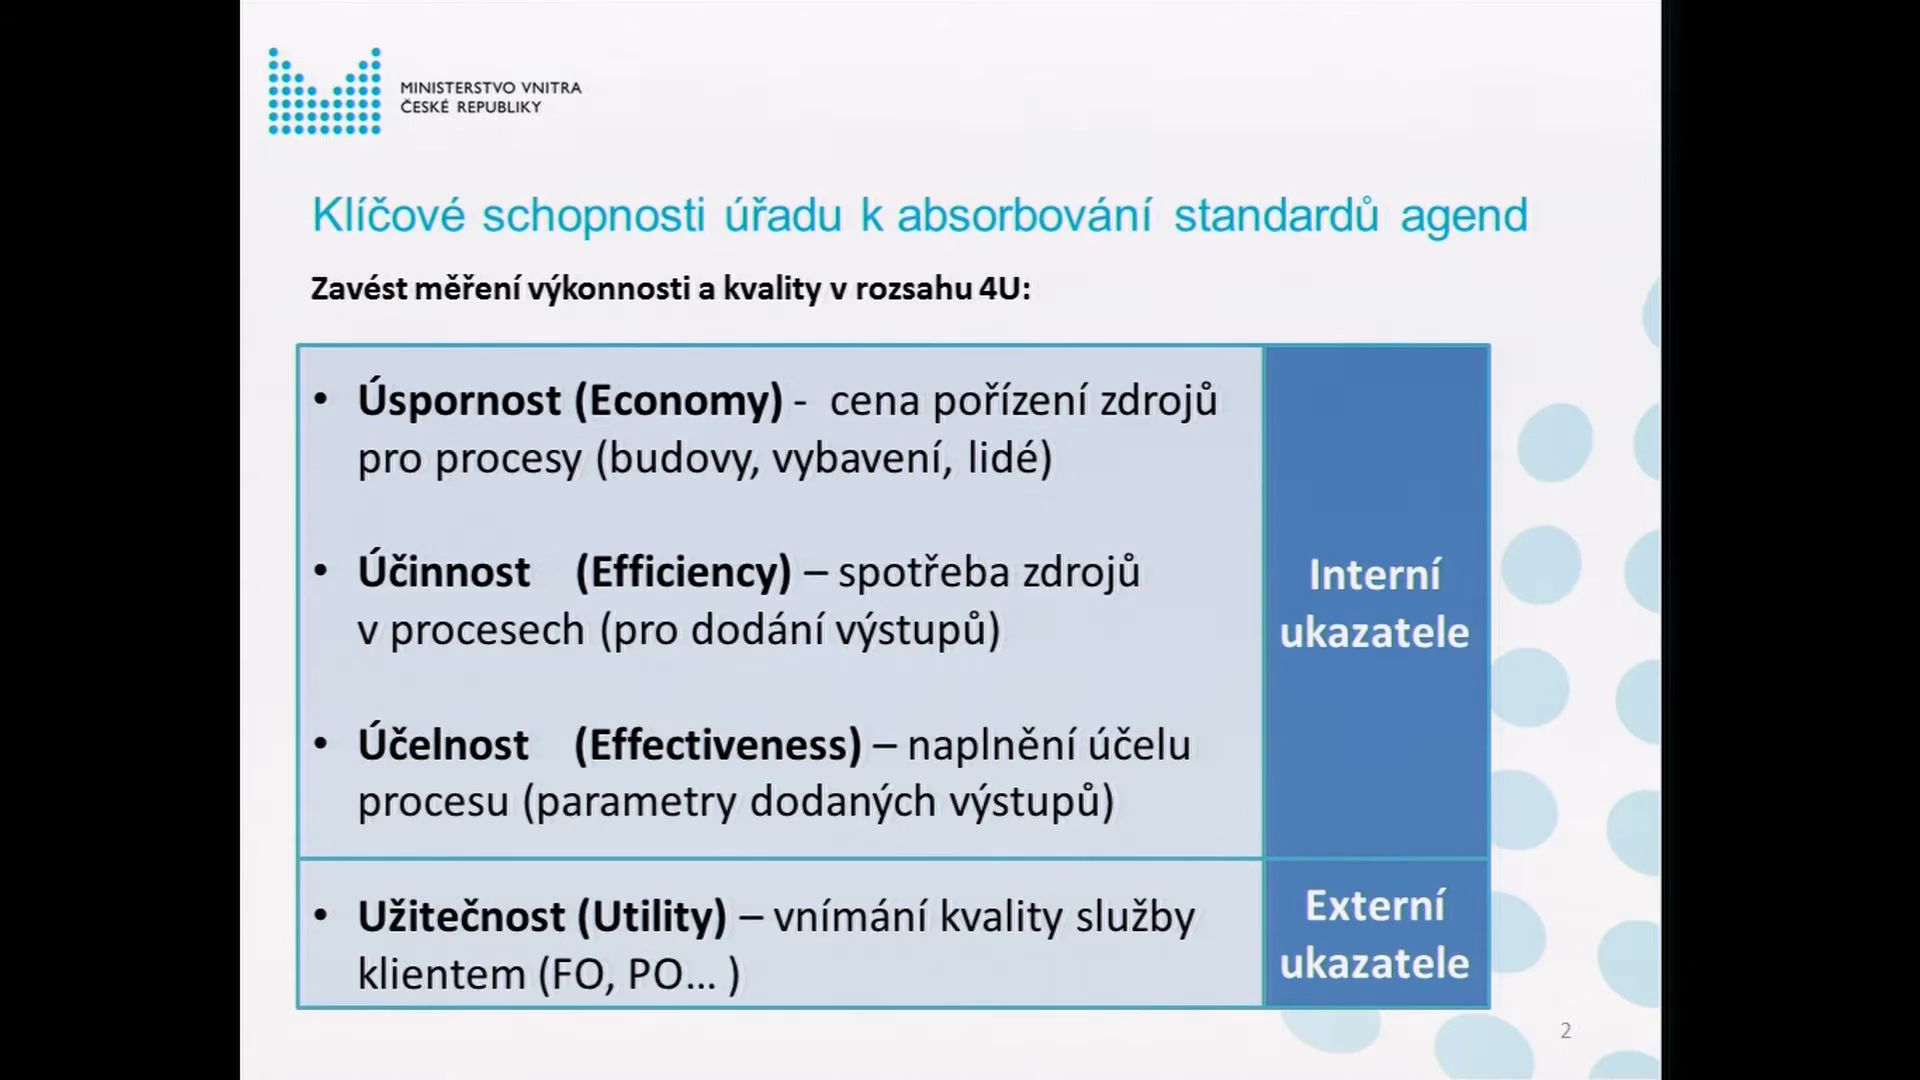 MINISTERSTVO VNITRA
ČESKÉ REPUBLIKY
Klíčové schopnosti úřadu k absorbování standardů agend
Zavést měření výkonnosti a kvality v rozsahu 4U:
• Úspornost (Economy) - cena pořízení zdrojů
pro procesy (budovy, vybavení, lidé)
• Účinnost (Efficiency) – spotřeba zdrojů
v procesech (pro dodání výstupů)
• Účelnost (Effectiveness) – naplnění účelu
procesu (parametry dodaných výstupů)
Interní
ukazatele
• Užitečnost (Utility) – vnímání kvality služby
klientem (FO, PO... )
Externí
ukazatele
2